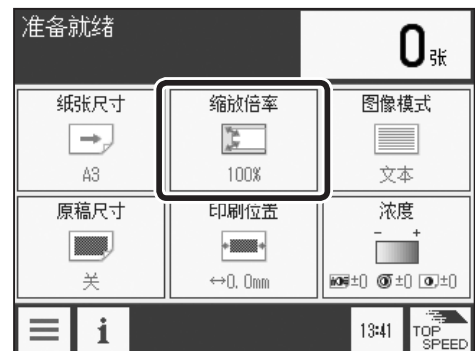 准备就绪
0张
纸张尺寸
缩放倍率
图像模式
A3
100%
文本
原稿尺寸
印刷位置
浓度
- +
关
↔0.0mm
±0 ±0 ±0
i
13:41
TOP
SPEED